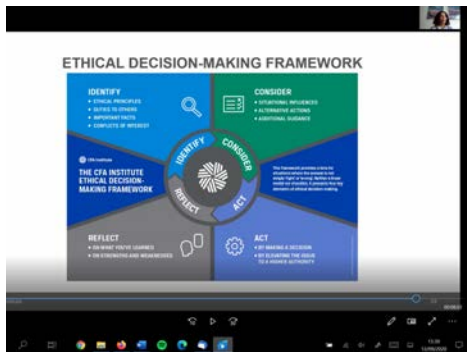 ETHICAL DECISION-MAKING FRAMEWORK
IDENTIFY
• ETHICAL PRINCIPLES
• DUTIES TO OTHERS
• IMPORTANT FACTS
• CONFLICTS OF INTEREST
CONSIDER
• SITUATIONAL INFLUENCES
• ALTERNATIVE ACTIONS
• ADDITIONAL GUIDANCE
CFA Institute
THE CFA INSTITUTE
ETHICAL DECISION-
MAKING FRAMEWORK
IDENTIFY
CONSIDER
ACT
REFLECT
REFLECT
• ON WHAT YOU'VE LEARNED
• ON STRENGTHS AND WEAKNESSES
ACT
• BY MAKING A DECISION
• BY ELEVATING THE ISSUE
TO A HIGHER AUTHORITY